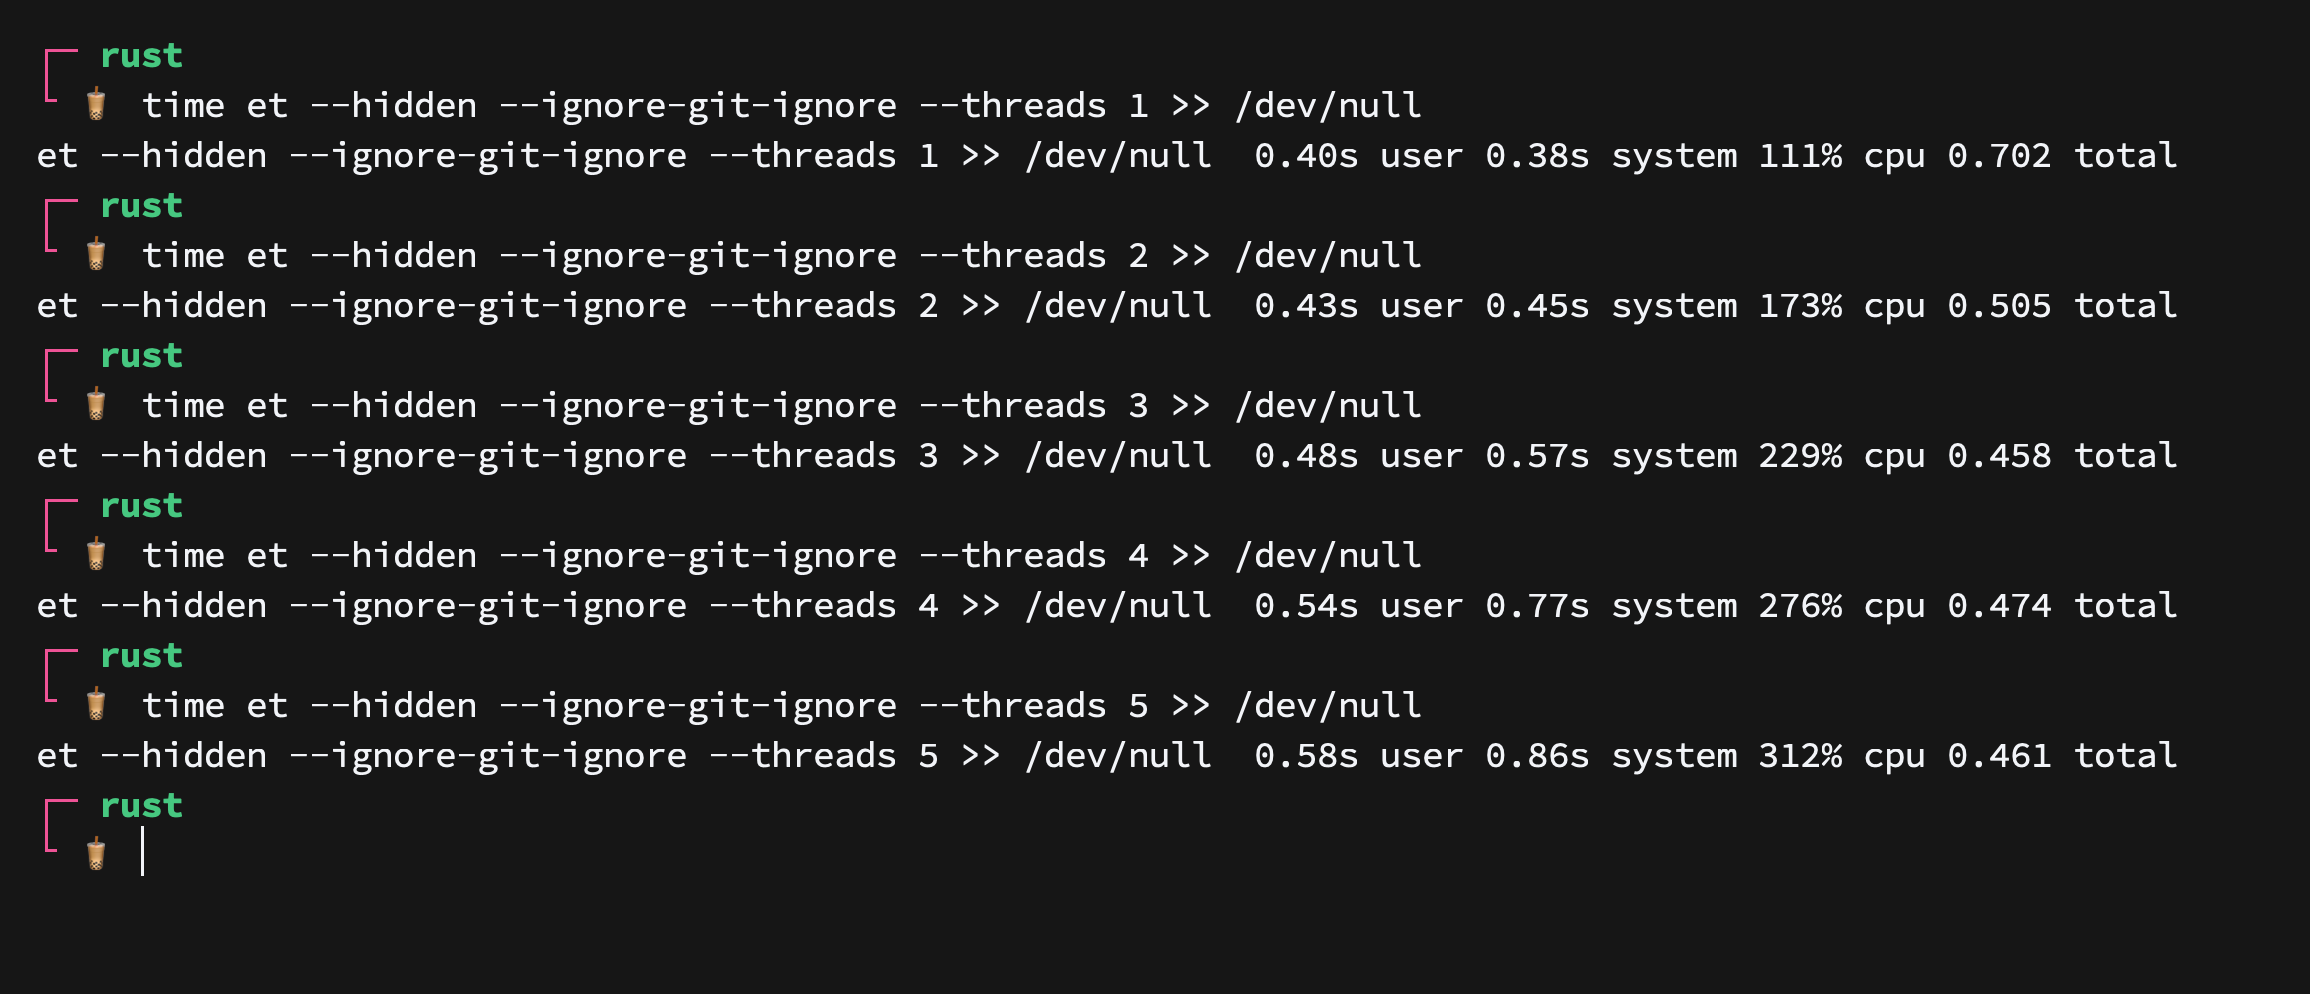 rust
time et --hidden --ignore-git-ignore --threads 1 >> /dev/null
et --hidden --ignore-git-ignore --threads 1 >> /dev/null  0.40s user 0.38s system 111% cpu 0.702 total
rust
time et --hidden --ignore-git-ignore --threads 2 >> /dev/null
et --hidden --ignore-git-ignore --threads 2 >> /dev/null  0.43s user 0.45s system 173% cpu 0.505 total
rust
time et --hidden --ignore-git-ignore --threads 3 >> /dev/null
et --hidden --ignore-git-ignore --threads 3 >> /dev/null  0.48s user 0.57s system 229% cpu 0.458 total
rust
time et --hidden --ignore-git-ignore --threads 4 >> /dev/null
et --hidden --ignore-git-ignore --threads 4 >> /dev/null  0.54s user 0.77s system 276% cpu 0.474 total
rust
time et --hidden --ignore-git-ignore --threads 5 >> /dev/null
et --hidden --ignore-git-ignore --threads 5 >> /dev/null  0.58s user 0.86s system 312% cpu 0.461 total
rust